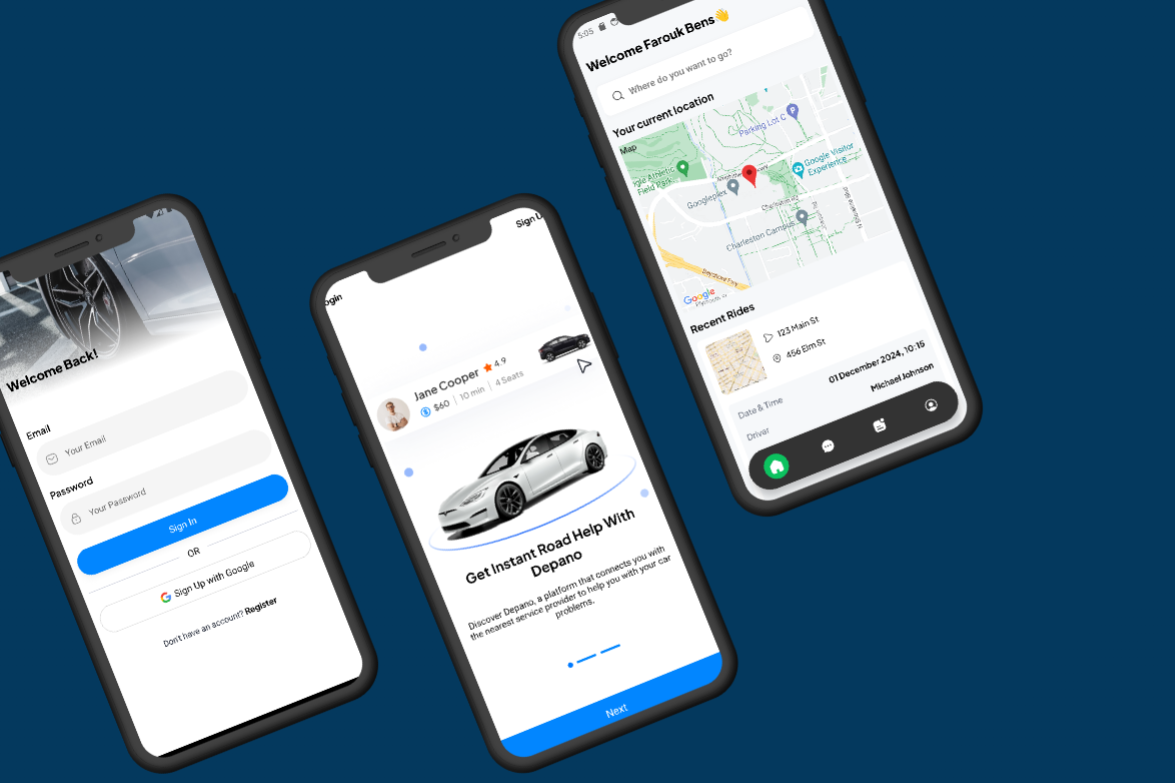 Welcome Back!
Email
Your Email
Password
Your Password
Sign In
OR
Sign Up with Google
Don't have an account? Register
ogin
Sign U
Jane Cooper 4.9
$60 | 10 min | 4 Seats
Get Instant Road Help With
Depano
Discover Depano, a platform that connects you with
the nearest service provider to help you with your car
problems.
Next
5:05
Welcome Farouk Bens👋
Where do you want to go?
Your current location
Map
Parking Lot C
gle Athletic
Field Park
Google Visitor
Experience
Googleplex
Charleston Rd
Charleston Campus
Google
Recent Rides
123 Main St
456 Elm St
Date & Time
01 December 2024, 10:15
Driver
Michael Johnson